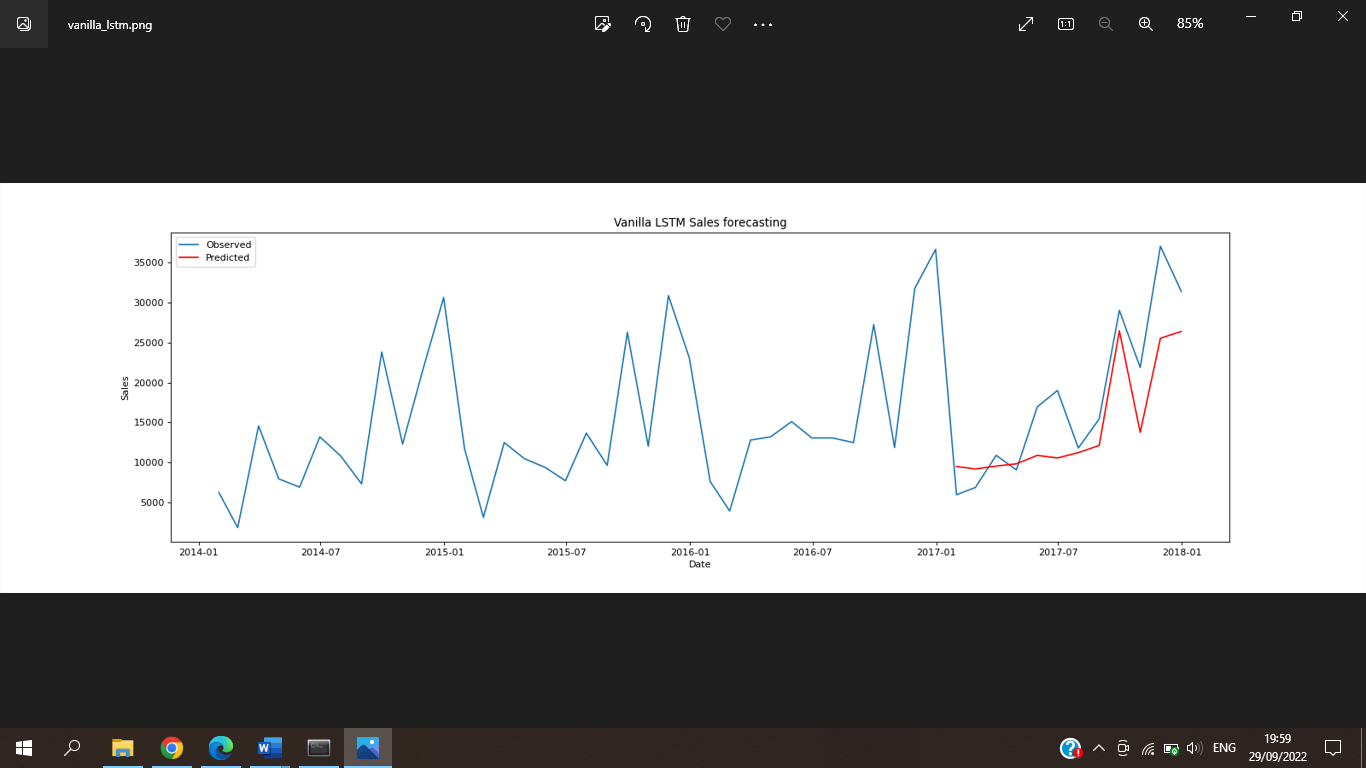 vanilla_lstm.png
85%
Vanilla LSTM Sales forecasting
Observed
Predicted
35000
30000
25000
20000
15000
10000
5000
Sales
2014-01 2014-07 2015-01 2015-07 2016-01 2016-07 2017-01 2017-07 2018-01
Date
ENG
19:59
29/09/2022